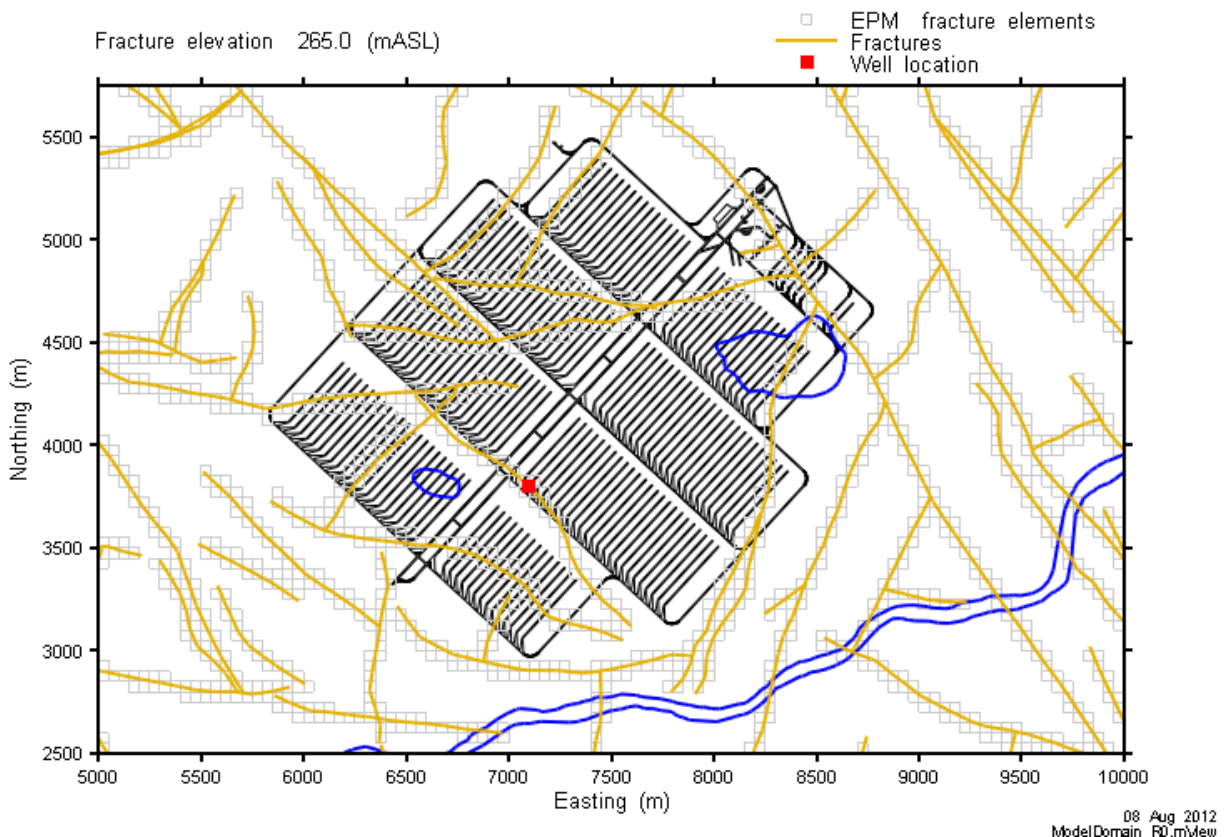 Fracture elevation 265.0 (mASL)
EPM fracture elements
Fractures
Well location
5500
5000
4500
4000
3500
3000
2500
Northing (m)
5000 5500 6000 6500 7000 7500 8000 8500 9000 9500 10000
Easting (m)
08 Aug 2012
ModelDomain_R0.mView